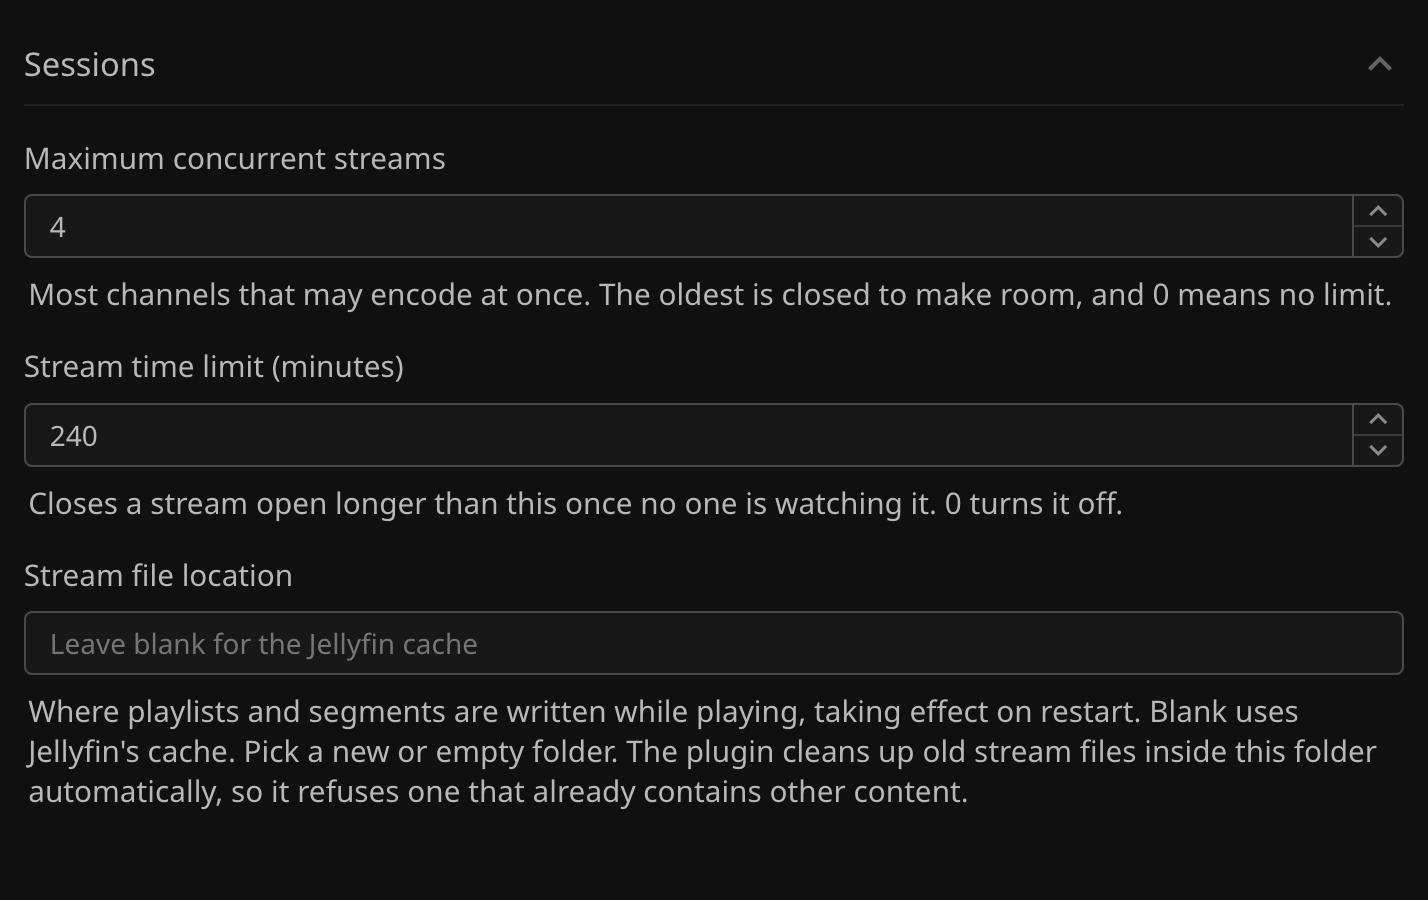 Sessions
Maximum concurrent streams
4
Most channels that may encode at once. The oldest is closed to make room, and 0 means no limit.
Stream time limit (minutes)
240
Closes a stream open longer than this once no one is watching it. 0 turns it off.
Stream file location
Leave blank for the Jellyfin cache
Where playlists and segments are written while playing, taking effect on restart. Blank uses
Jellyfin's cache. Pick a new or empty folder. The plugin cleans up old stream files inside this folder
automatically, so it refuses one that already contains other content.